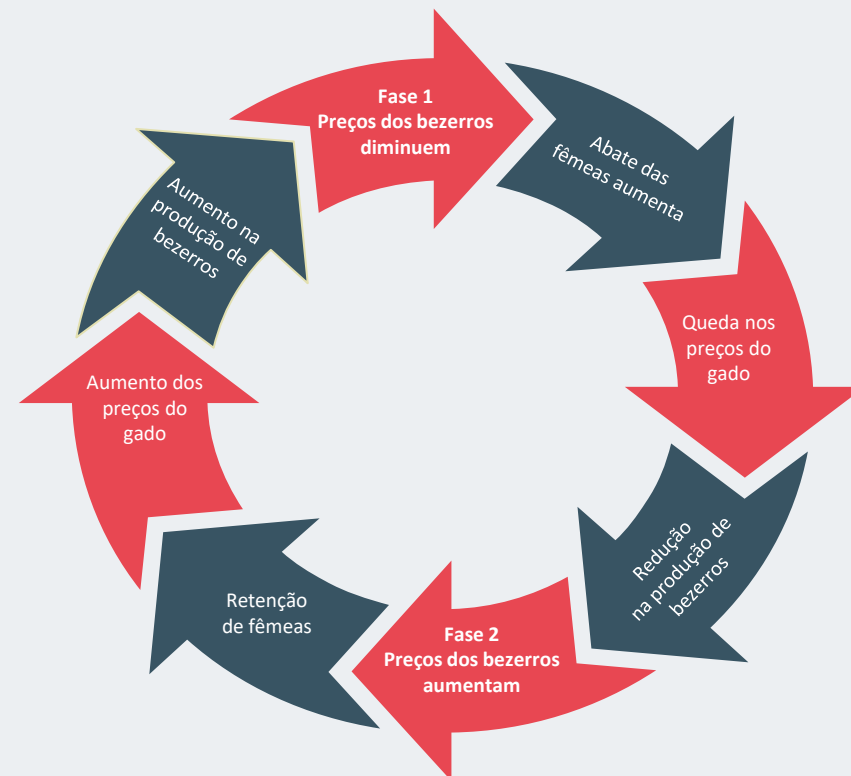 Fase 1
Preços dos bezerros
diminuem
Abate das
fêmeas aumenta
Queda nos
preços do
gado
Redução
na produção de
bezerros
Fase 2
Preços dos bezerros
aumentam
Retenção
de fêmeas
Aumento dos
preços do
gado
Aumento na
produção de
bezerros